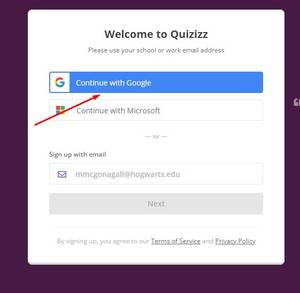 Welcome to Quizizz
Please use your school or work email address
Continue with Google
Continue with Microsoft
— or —
Sign up with email
mmcgonagall@hogwarts.edu
Next
By signing up, you agree to our Terms of Service and Privacy Policy
“